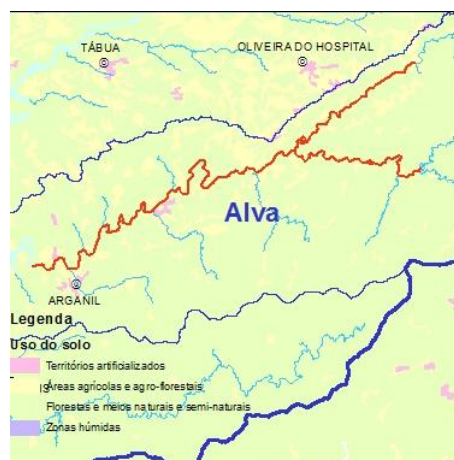 TÁBUA
OLIVEIRA DO HOSPITAL
Alva
ARGANIL
Legenda
Uso do solo
Territórios artificializados
Áreas agrícolas e agro-florestais
Florestas e meios naturais e semi-naturais
Zonas húmidas